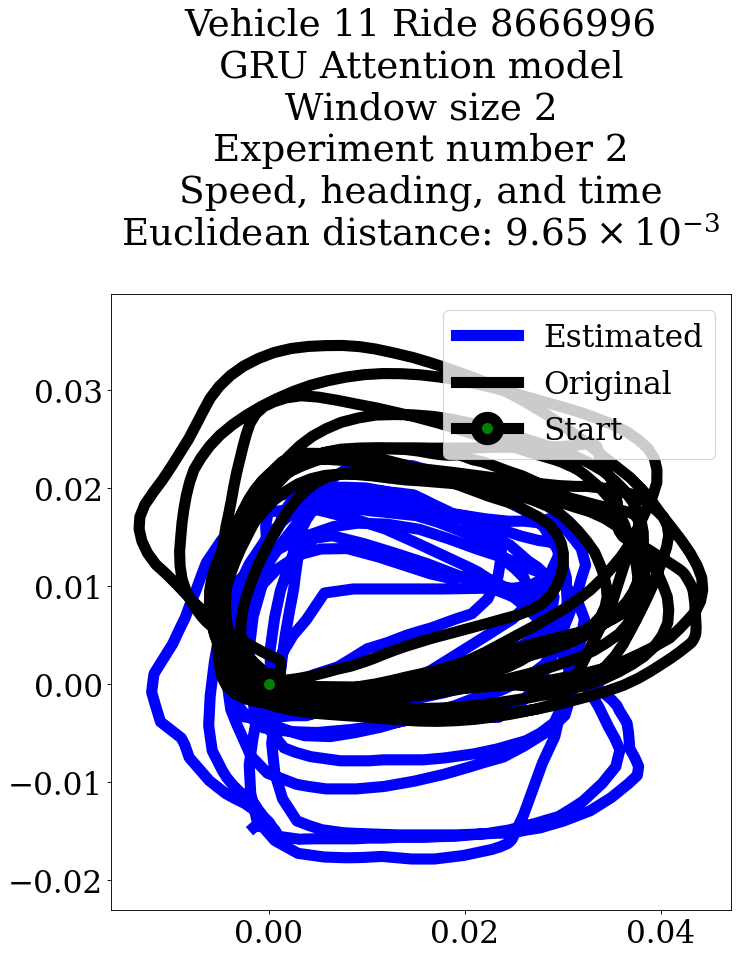 Vehicle 11 Ride 8666996
GRU Attention model
Window size 2
Experiment number 2
Speed, heading, and time
Euclidean distance: 9.65 × 10⁻³
Estimated
Original
Start
0.03
0.02
0.01
0.00
−0.01
−0.02
0.00 0.02 0.04